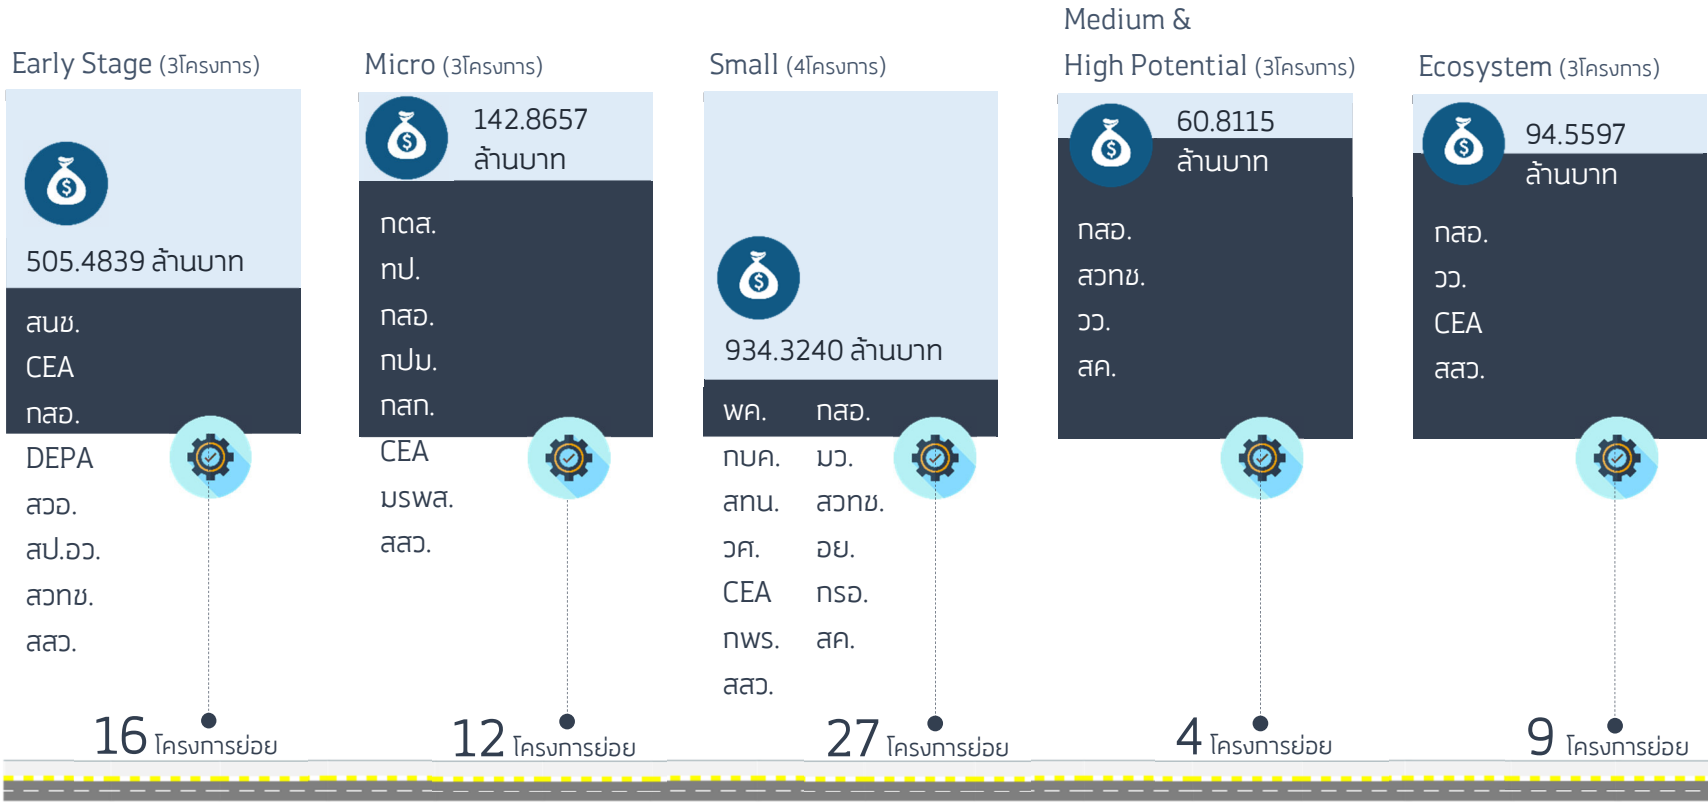 Early Stage (3โครงการ)
505.4839 ล้านบาท
สนช.
CEA
กสอ.
DEPA
สวอ.
สป.อว.
สวทช.
สสว.
16 โครงการย่อย
Micro (3โครงการ)
142.8657
ล้านบาท
กตส.
ทป.
กสอ.
กปม.
กสก.
CEA
มรพส.
สสว.
12 โครงการย่อย
Small (4โครงการ)
934.3240 ล้านบาท
พค. กสอ.
กบค. มว.
สทน. สวทช.
วศ. อย.
CEA กรอ.
กพร. สค.
สสว.
27 โครงการย่อย
Medium &
High Potential (3โครงการ)
60.8115
ล้านบาท
กสอ.
สวทช.
วว.
สค.
4 โครงการย่อย
Ecosystem (3โครงการ)
94.5597
ล้านบาท
กสอ.
วว.
CEA
สสว.
9 โครงการย่อย